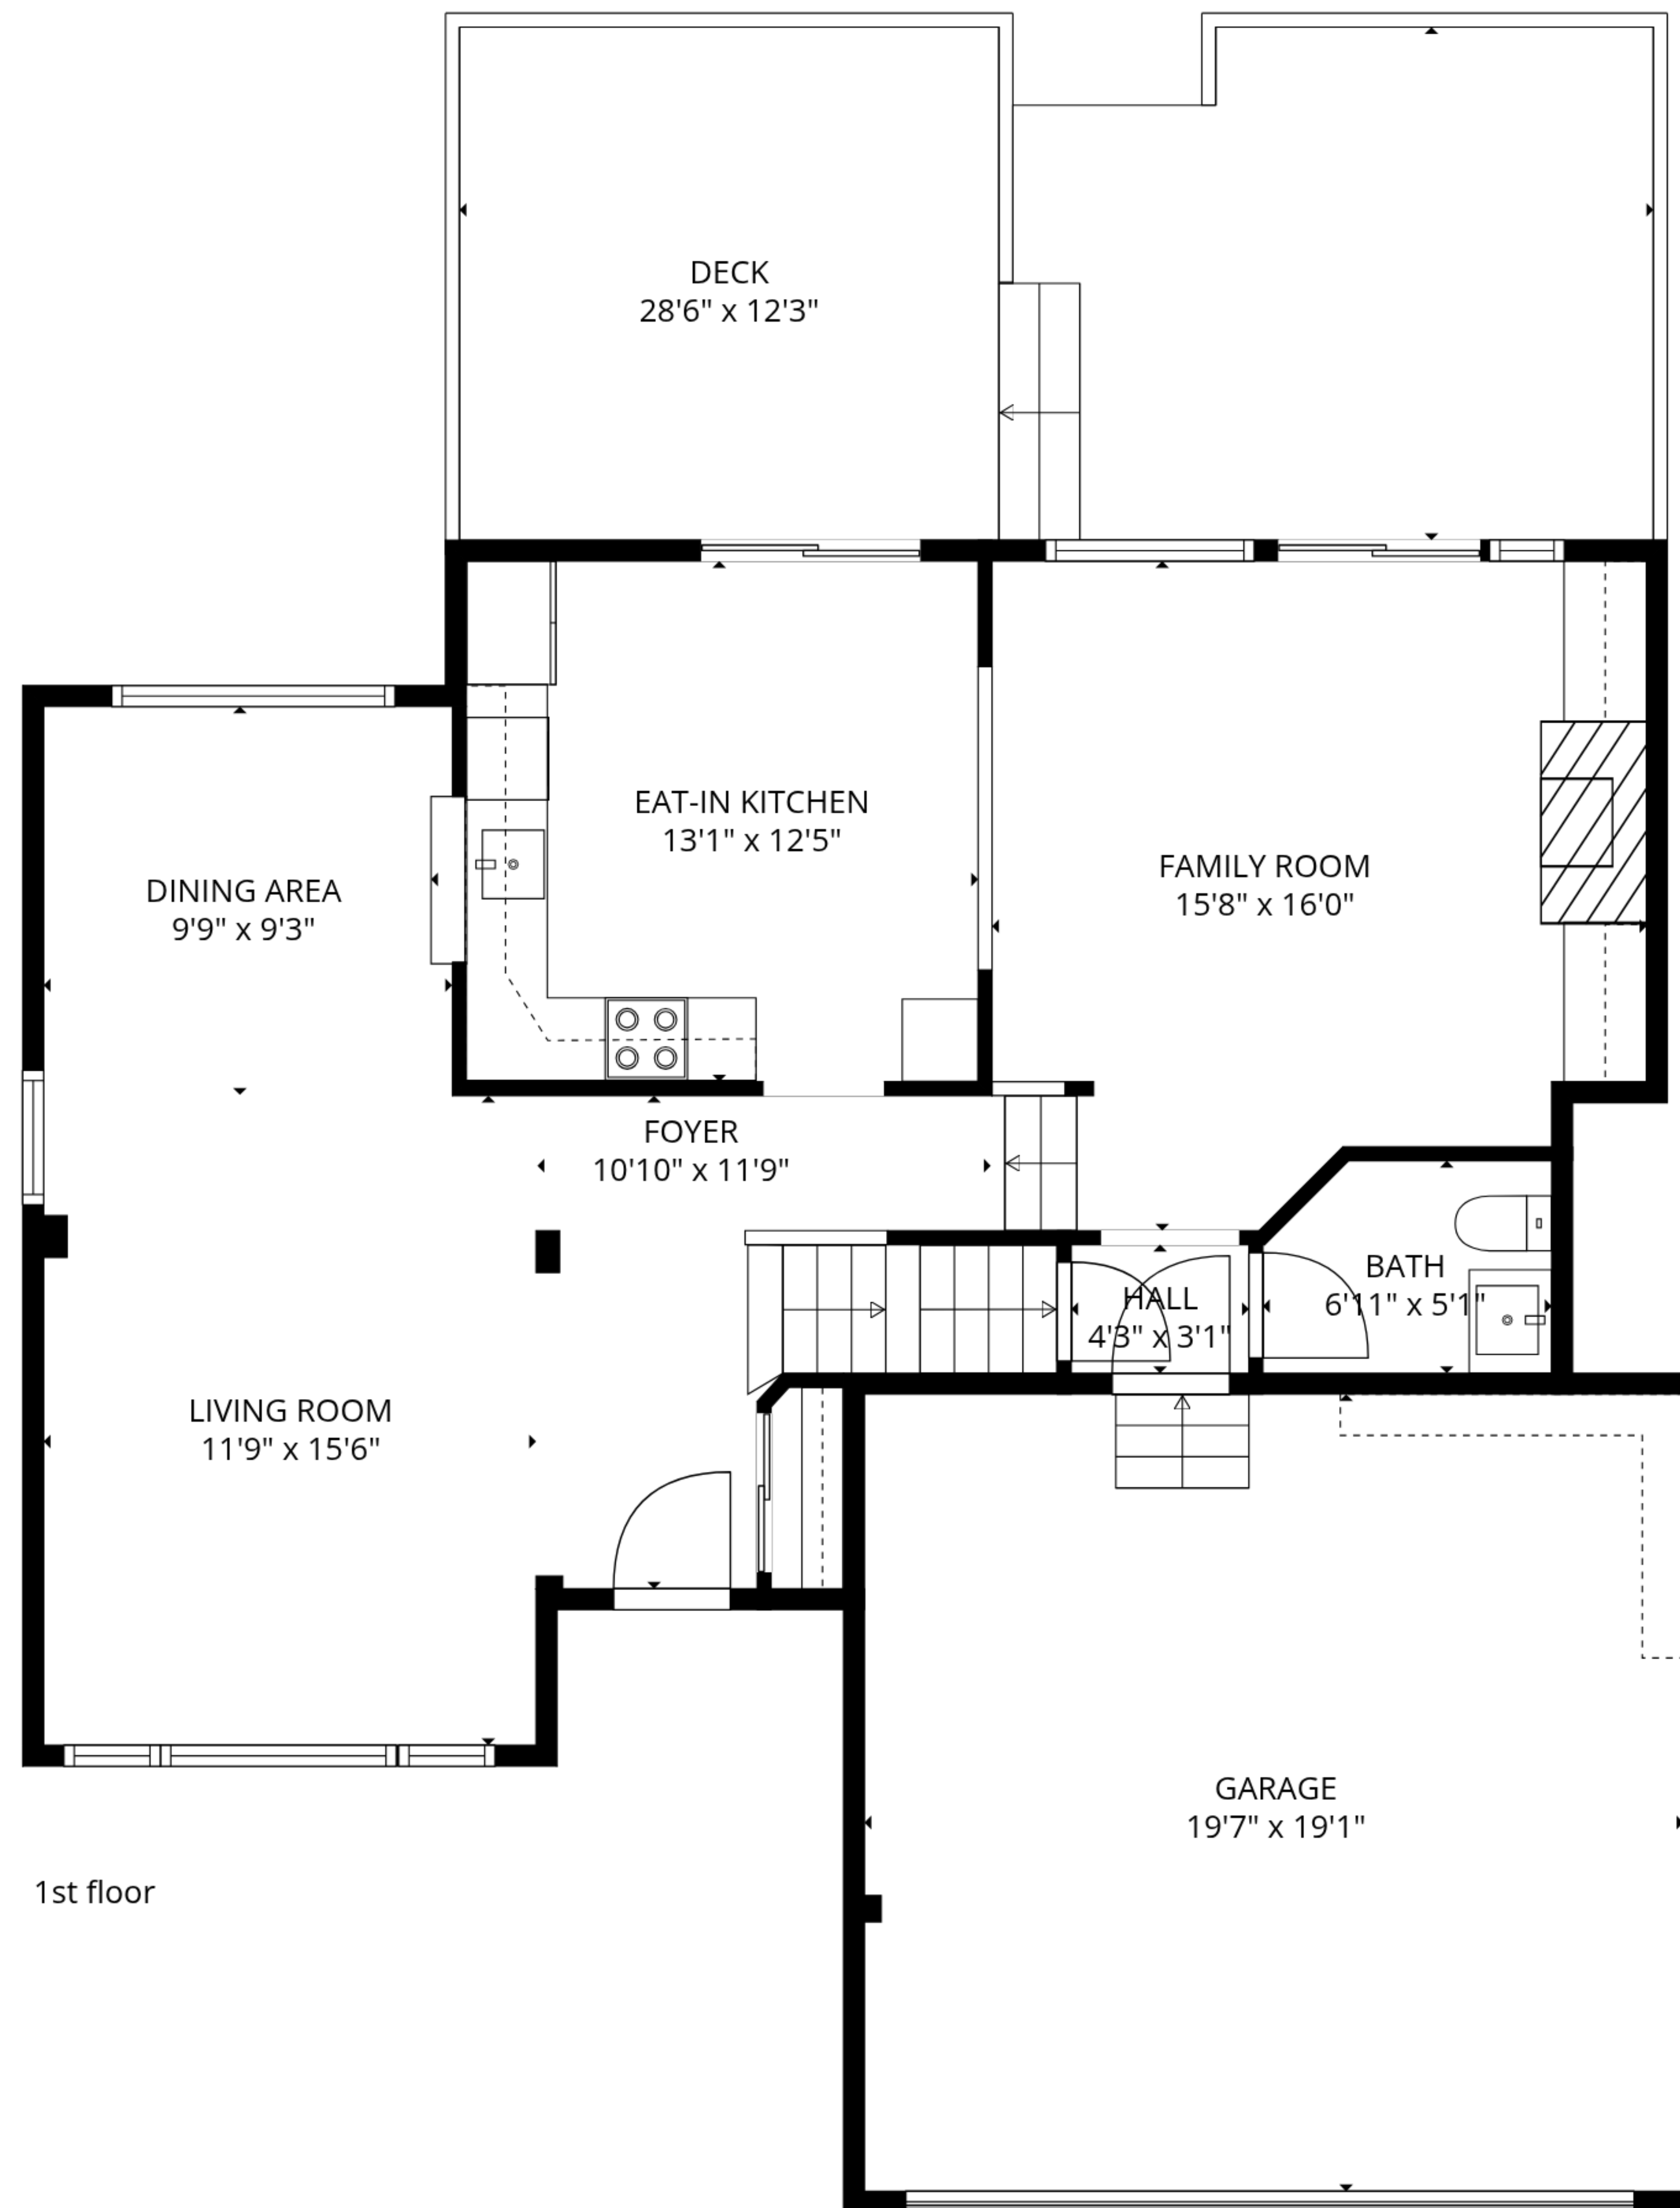 DECK
28'6" x 12'3"
EAT-IN KITCHEN
13'1" x 12'5"
FAMILY ROOM
15'8" x 16'0"
DINING AREA
9'9" x 9'3"
FOYER
10'10" x 11'9"
BATH
6'11" x 5'1"
HALL
4'3" x 3'1"
LIVING ROOM
11'9" x 15'6"
GARAGE
19'7" x 19'1"
1st floor